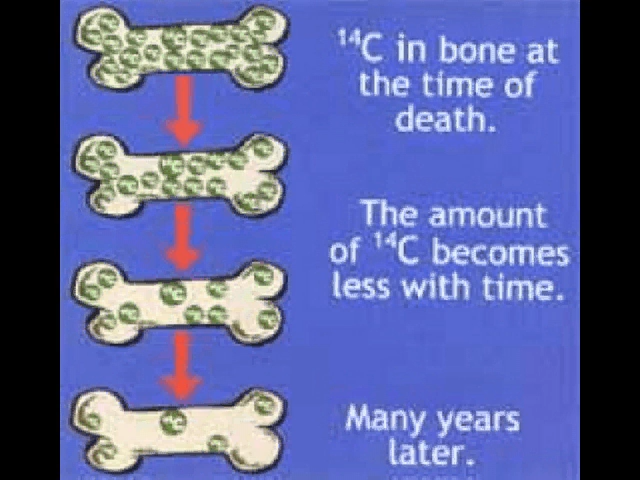 ¹⁴C in bone at
the time of
death.
The amount
of ¹⁴C becomes
less with time.
Many years
later.